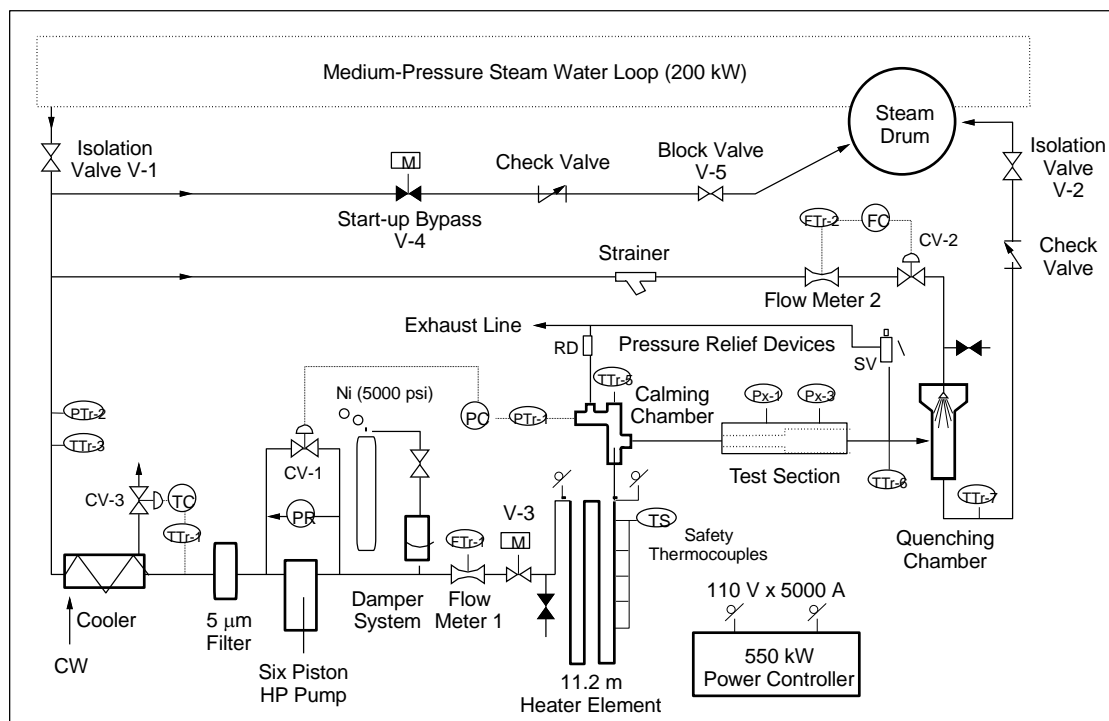 Medium-Pressure Steam Water Loop (200 kW)
Steam
Drum
Isolation
Valve V-1
M
Check Valve
Block Valve
V-5
Isolation
Valve
V-2
Start-up Bypass
V-4
FTr-2
FC
CV-2
Check
Valve
Strainer
Flow Meter 2
Exhaust Line
RD
Pressure Relief Devices
SV
Ni (5000 psi)
TTr-5
Calming
Chamber
Px-1
Px-3
PTr-2
PC
PTr-1
TTr-3
CV-1
Test Section
CV-3
TC
TTr-6
TTr-7
V-3
PR
TS
TTr-1
FTr-1
M
Safety
Thermocouples
Quenching
Chamber
110 V x 5000 A
Cooler
5 μm
Filter
Damper
System
Flow
Meter 1
550 kW
Power Controller
CW
Six Piston
HP Pump
11.2 m
Heater Element